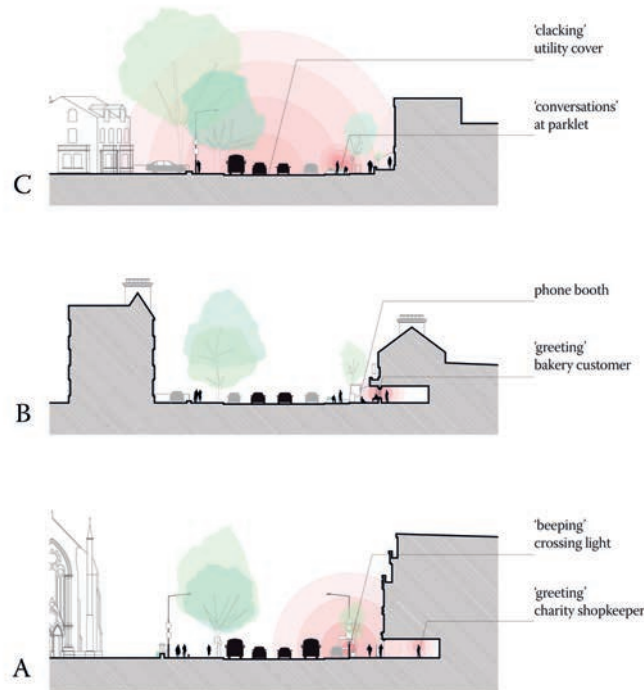 ‘clacking’
utility cover
‘conversations’
at parklet
C
phone booth
‘greeting’
bakery customer
B
‘beeping’
crossing light
‘greeting’
charity shopkeeper
A